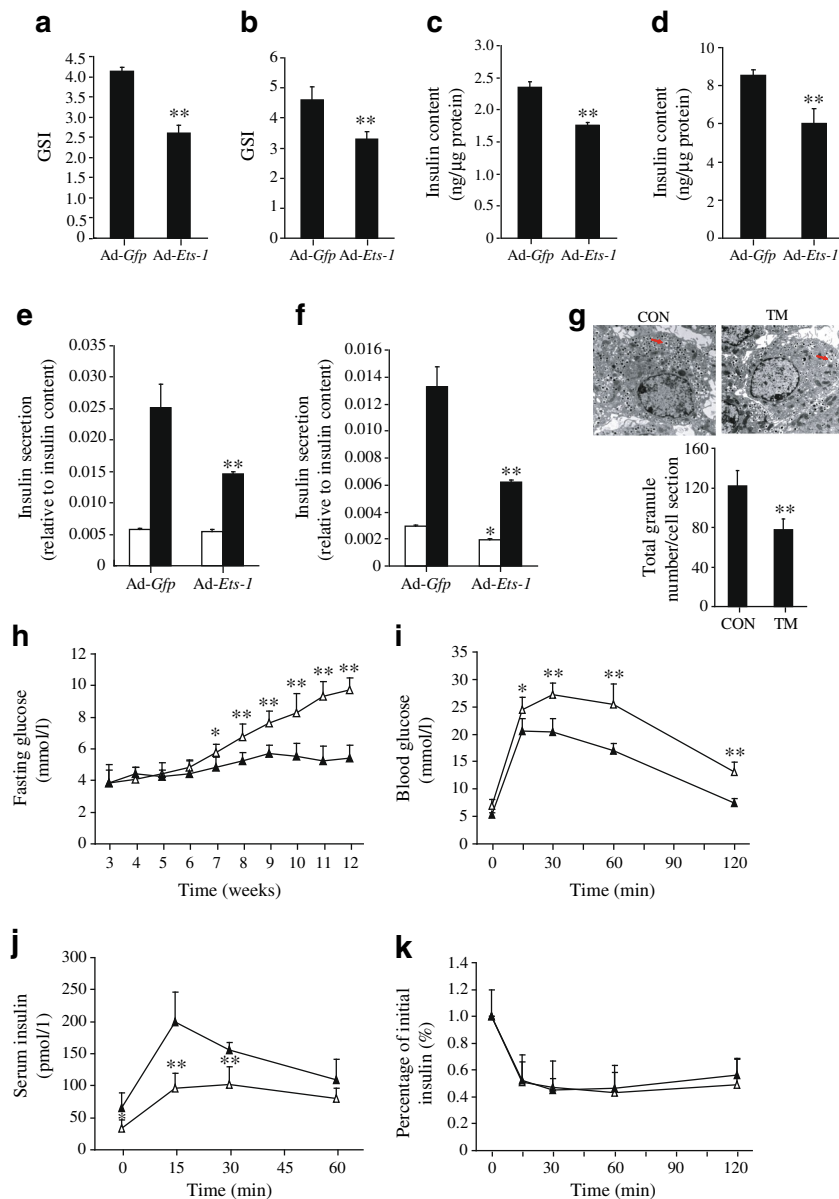 a
4.5
4.0
3.5
3.0
2.5
2.0
1.5
1.0
0.5
0
GSI
**
Ad-Gfp Ad-Ets-1
b
6
5
4
3
2
1
0
GSI
**
Ad-Gfp Ad-Ets-1
c
3.0
2.5
2.0
1.5
1.0
0.5
0
Insulin content
(ng/µg protein)
**
Ad-Gfp Ad-Ets-1
d
10
8
6
4
2
0
Insulin content
(ng/µg protein)
**
Ad-Gfp Ad-Ets-1
e
0.035
0.030
0.025
0.020
0.015
0.010
0.005
0
Insulin secretion
(relative to insulin content)
**
Ad-Gfp Ad-Ets-1
f
0.016
0.014
0.012
0.010
0.008
0.006
0.004
0.002
0.000
Insulin secretion
(relative to insulin content)
*
**
Ad-Gfp Ad-Ets-1
g
CON TM
160
120
80
40
0
Total granule
number/cell section
**
CON TM
h
12
10
8
6
4
2
0
Fasting glucose
(mmol/l)
* ** ** ** ** **
3 4 5 6 7 8 9 10 11 12
Time (weeks)
i
35
30
25
20
15
10
5
0
Blood glucose
(mmol/l)
* ** ** **
0 30 60 90 120
Time (min)
j
300
250
200
150
100
50
0
Serum insulin
(pmol/l)
* ** **
0 15 30 45 60
Time (min)
k
1.4
1.2
1.0
0.8
0.6
0.4
0.2
0
Percentage of initial
insulin (%)
0 30 60 90 120
Time (min)